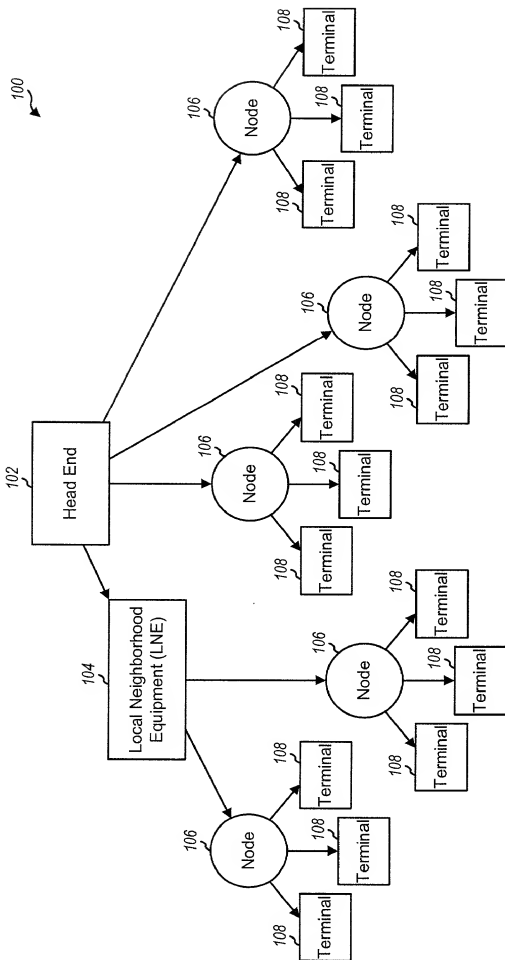 100
102
Head End
104
Local Neighborhood
Equipment (LNE)
106
Node
108
Terminal
108
Terminal
108
Terminal
106
Node
108
Terminal
108
Terminal
108
Terminal
106
Node
108
Terminal
108
Terminal
108
Terminal
106
Node
108
Terminal
108
Terminal
108
Terminal
106
Node
108
Terminal
108
Terminal
108
Terminal